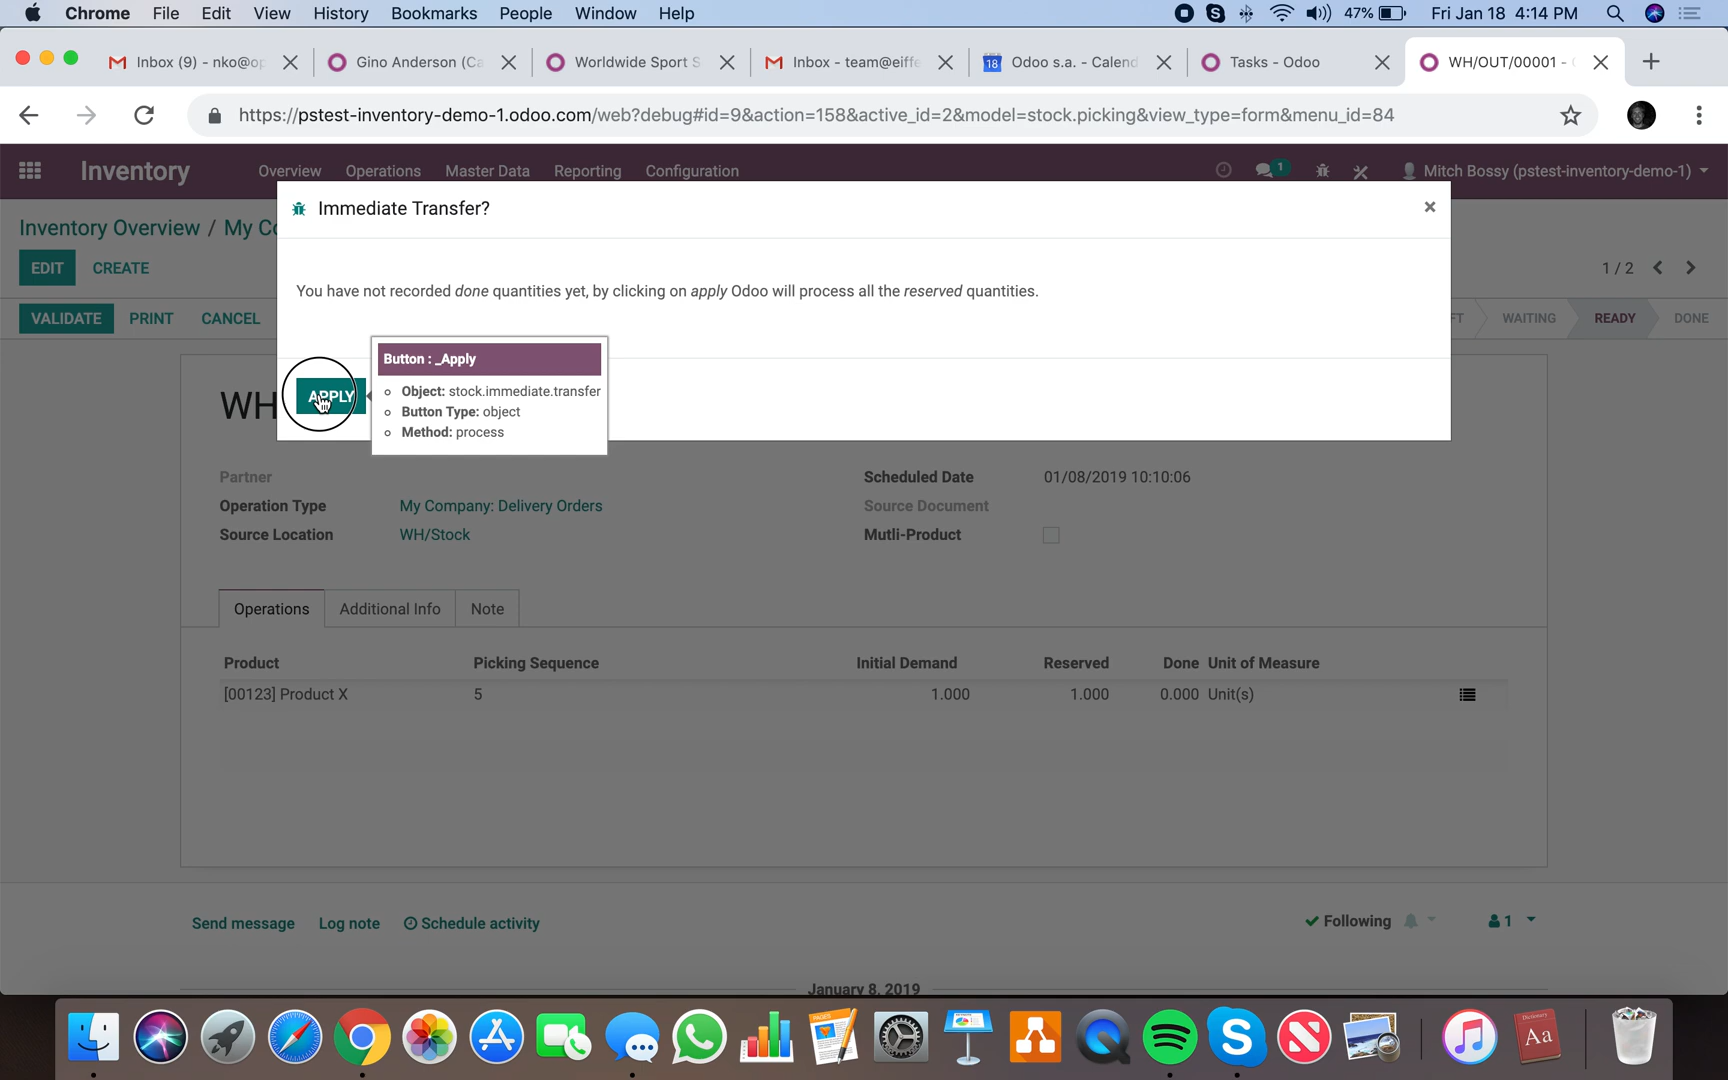 Chrome File Edit View History Bookmarks People Window Help 47% Fri Jan 18 4:14 PM
Inbox (9) - nko@op Gino Anderson (Ca Worldwide Sport S Inbox - team@eiffe 18 Odoo s.a. - Calend Tasks - Odoo WH/OUT/00001 -
https://pstest-inventory-demo-1.odoo.com/web?debug#id=9&action=158&active_id=2&model=stock.picking&view_type=form&menu_id=84
Inventory Overview Operations Master Data Reporting Configuration 1 Mitch Bossy (pstest-inventory-demo-1)
Immediate Transfer?
Inventory Overview / My Co
EDIT CREATE 1 / 2
You have not recorded done quantities yet, by clicking on apply Odoo will process all the reserved quantities.
VALIDATE PRINT CANCEL FT WAITING READY DONE
Button : _Apply
Object: stock.immediate.transfer
APPLY
WH
Button Type: object
Method: process
Partner Scheduled Date 01/08/2019 10:10:06
Operation Type My Company: Delivery Orders Source Document
Source Location WH/Stock Mutli-Product
Operations Additional Info Note
Product Picking Sequence Initial Demand Reserved Done Unit of Measure
[00123] Product X 5 1.000 1.000 0.000 Unit(s)
Send message Log note Schedule activity Following 1
January 8, 2019
PAGES
Aa